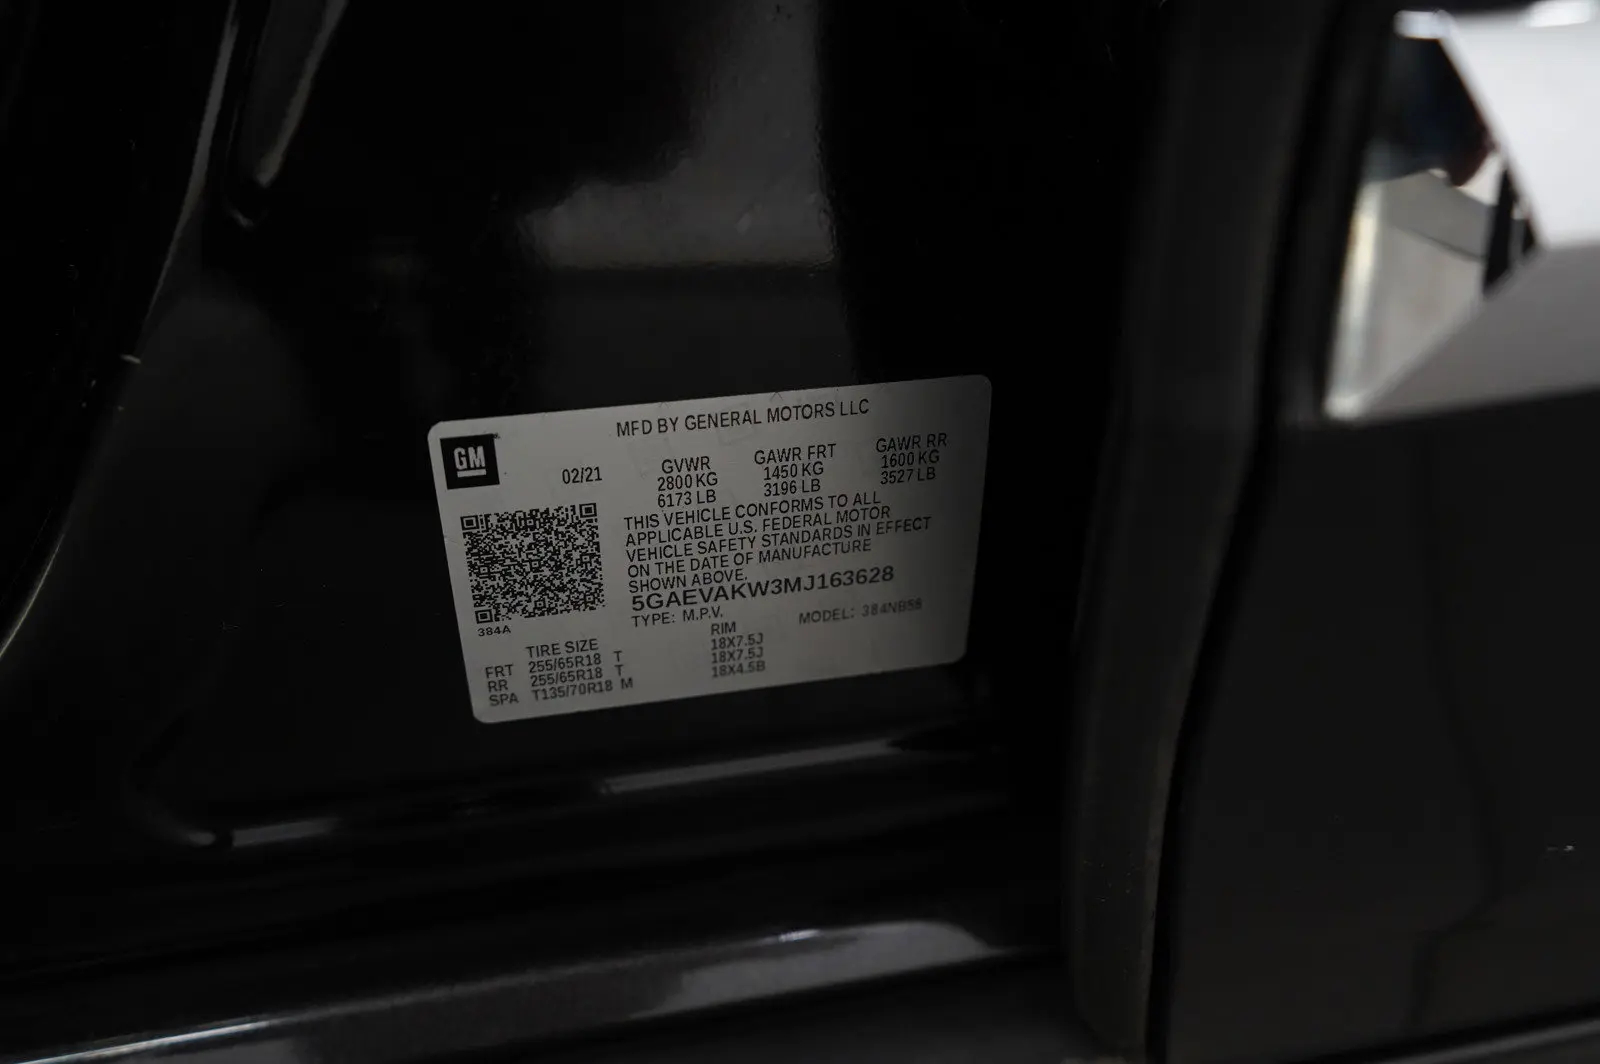 MFD BY GENERAL MOTORS LLC
GM
02/21
GVWR GAWR FRT GAWR RR
2800 KG 1450 KG 1600 KG
6173 LB 3196 LB 3527 LB
THIS VEHICLE CONFORMS TO ALL
APPLICABLE U.S. FEDERAL MOTOR
VEHICLE SAFETY STANDARDS IN EFFECT
ON THE DATE OF MANUFACTURE
SHOWN ABOVE.
5GAEVAKW3MJ163628
TYPE: M.P.V. MODEL: 384NB56
384A
TIRE SIZE RIM
FRT 255/65R18 T 18X7.5J
RR 255/65R18 T 18X7.5J
SPA T135/70R18 M 18X4.5B